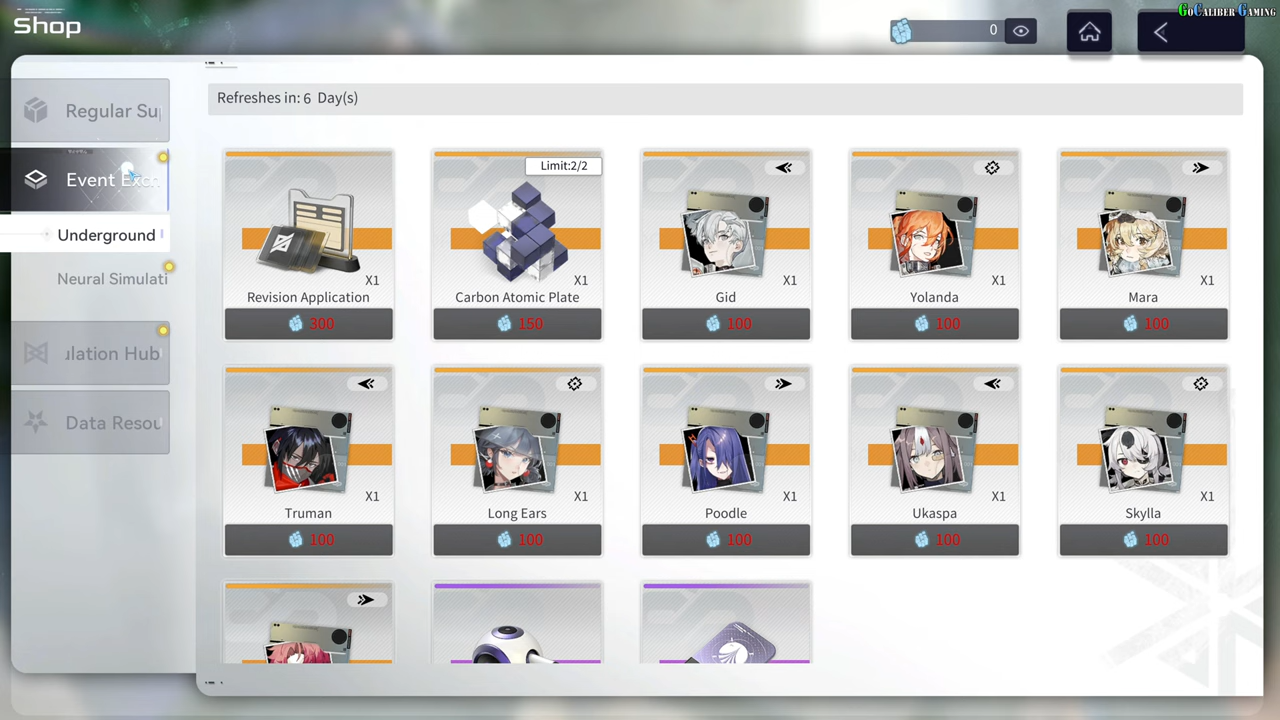 Shop
0
GoCaliber Gaming
Regular Su
Event Exch
Underground
Neural Simulati
ulation Hub
Data Resou
Refreshes in: 6 Day(s)
Limit:2/2
X1
X1
X1
X1
X1
Revision Application
Carbon Atomic Plate
Gid
Yolanda
Mara
300
150
100
100
100
X1
X1
X1
X1
X1
Truman
Long Ears
Poodle
Ukaspa
Skylla
100
100
100
100
100